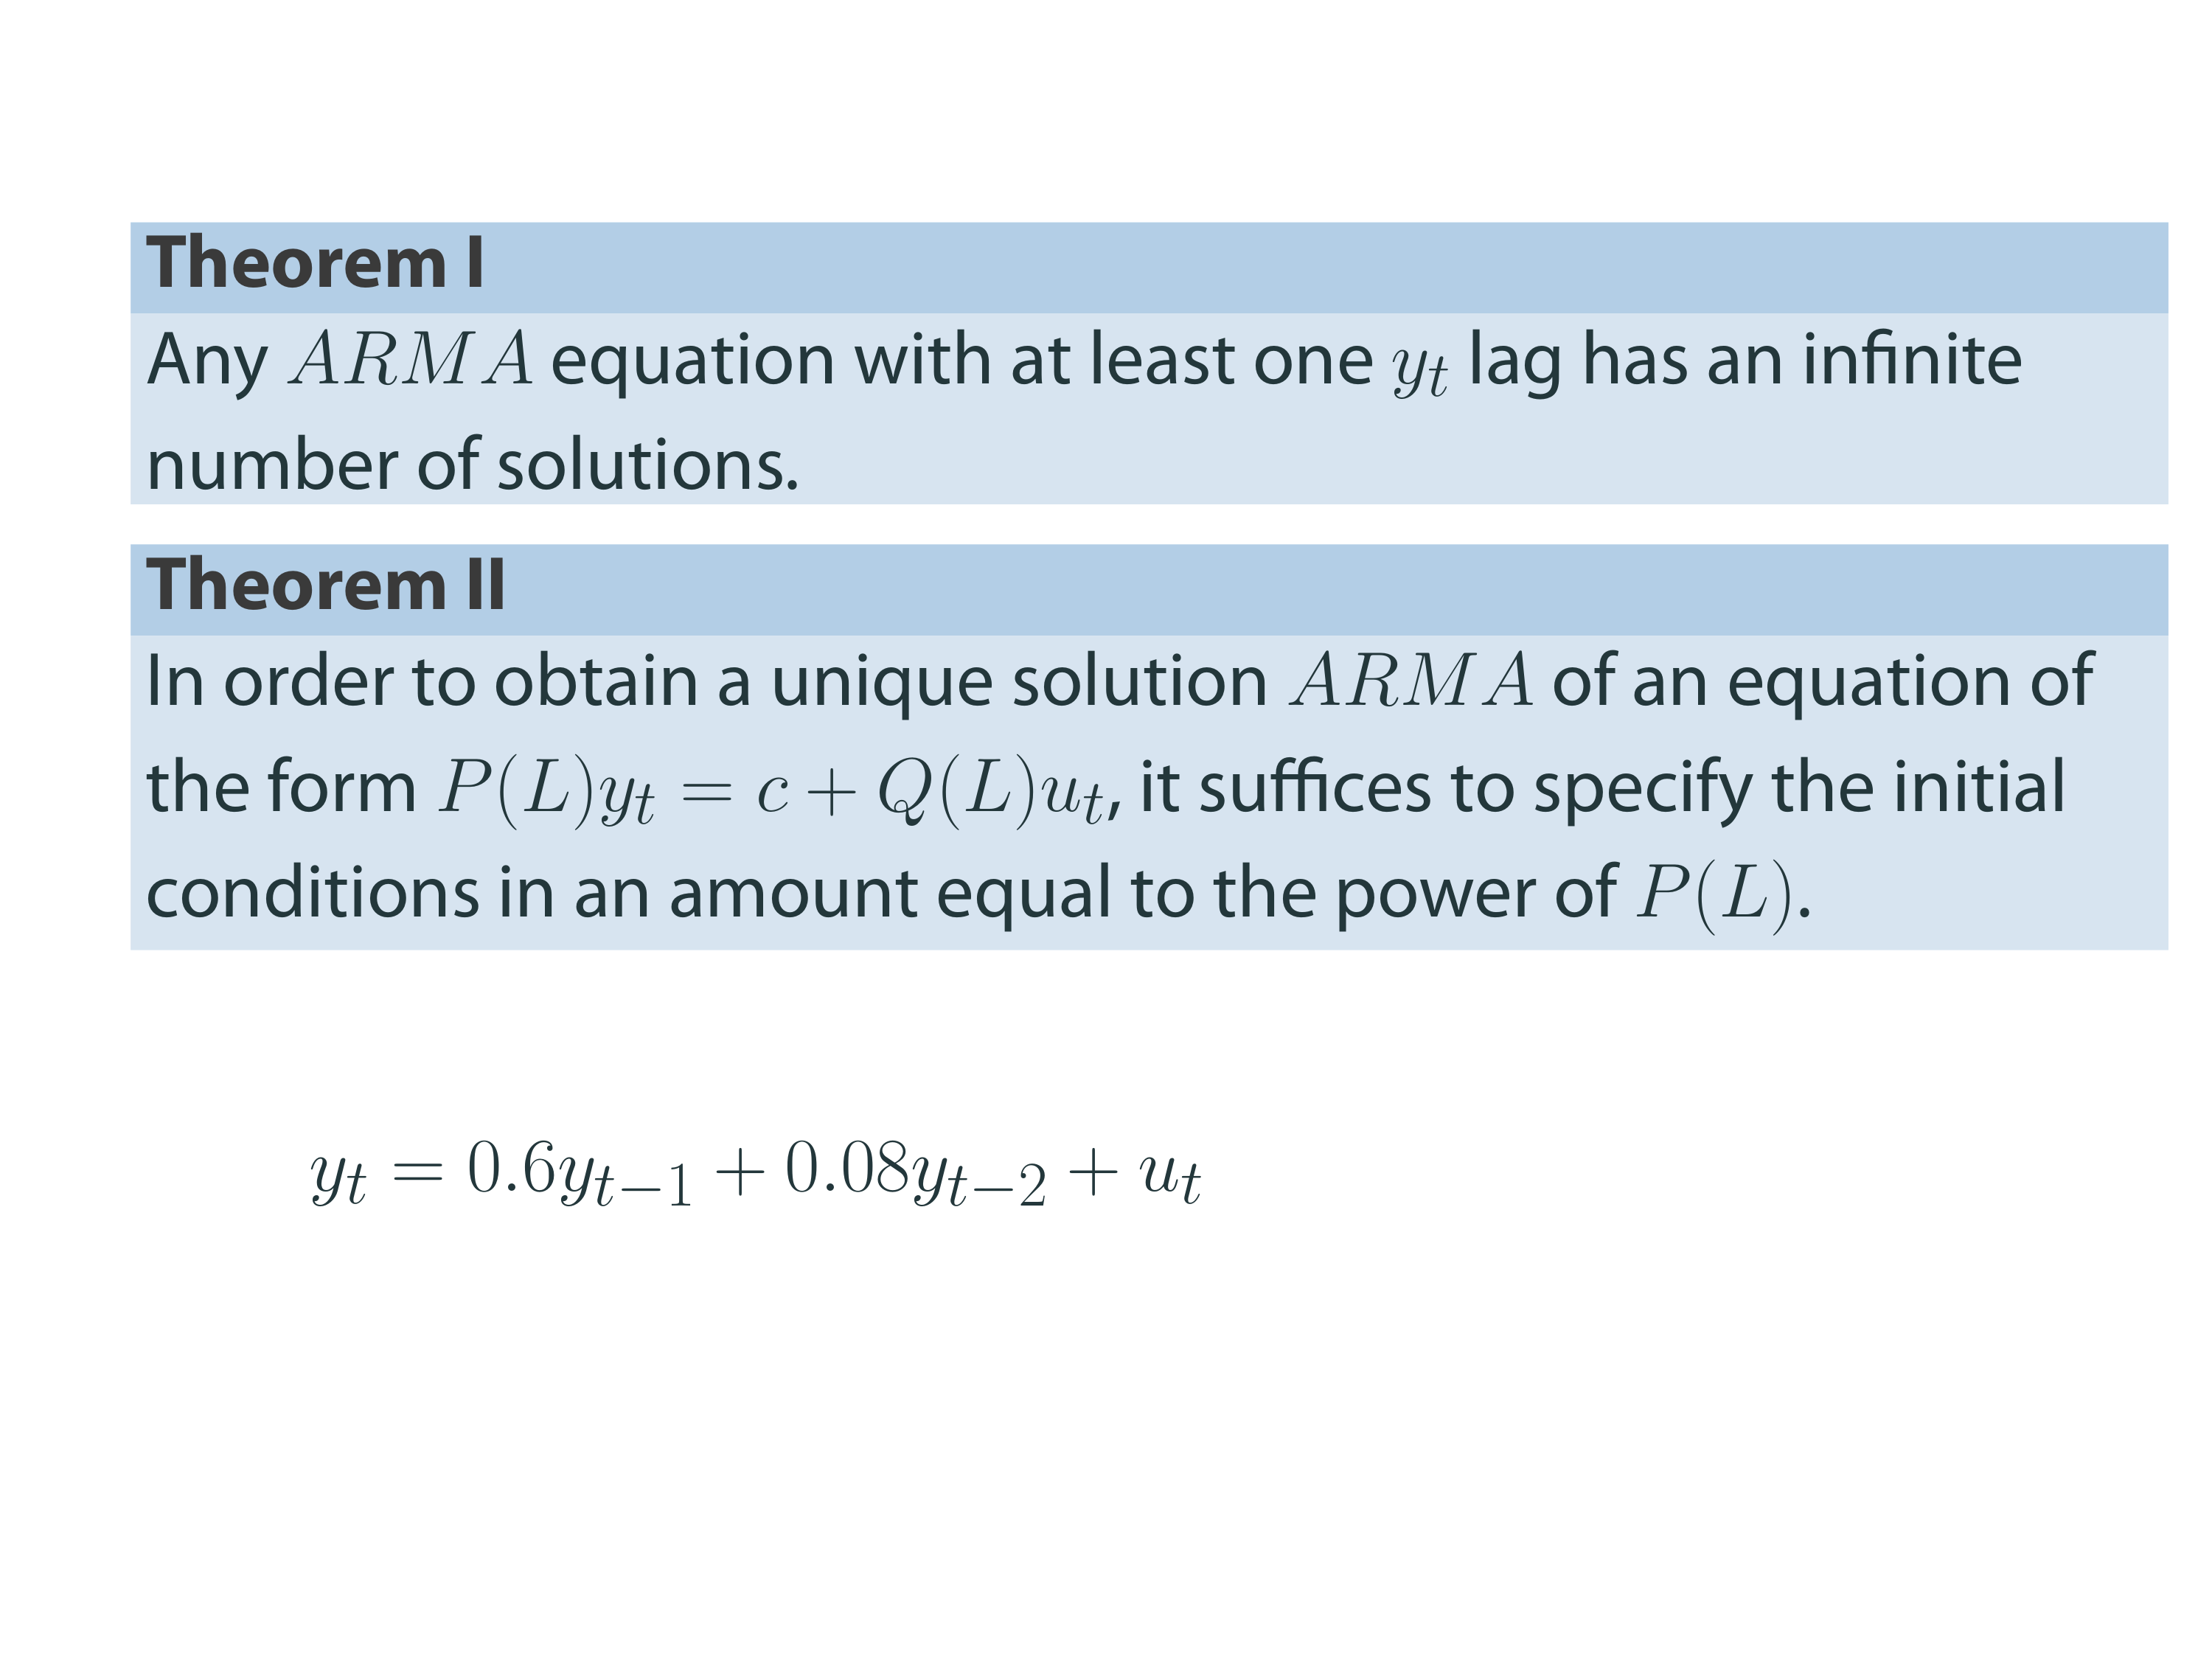 Theorem I
Any ARMA equation with at least one y_t lag has an infinite
number of solutions.
Theorem II
In order to obtain a unique solution ARMA of an equation of
the form P(L)y_t = c + Q(L)u_t, it suffices to specify the initial
conditions in an amount equal to the power of P(L).
y_t = 0.6y_{t−1} + 0.08y_{t−2} + u_t